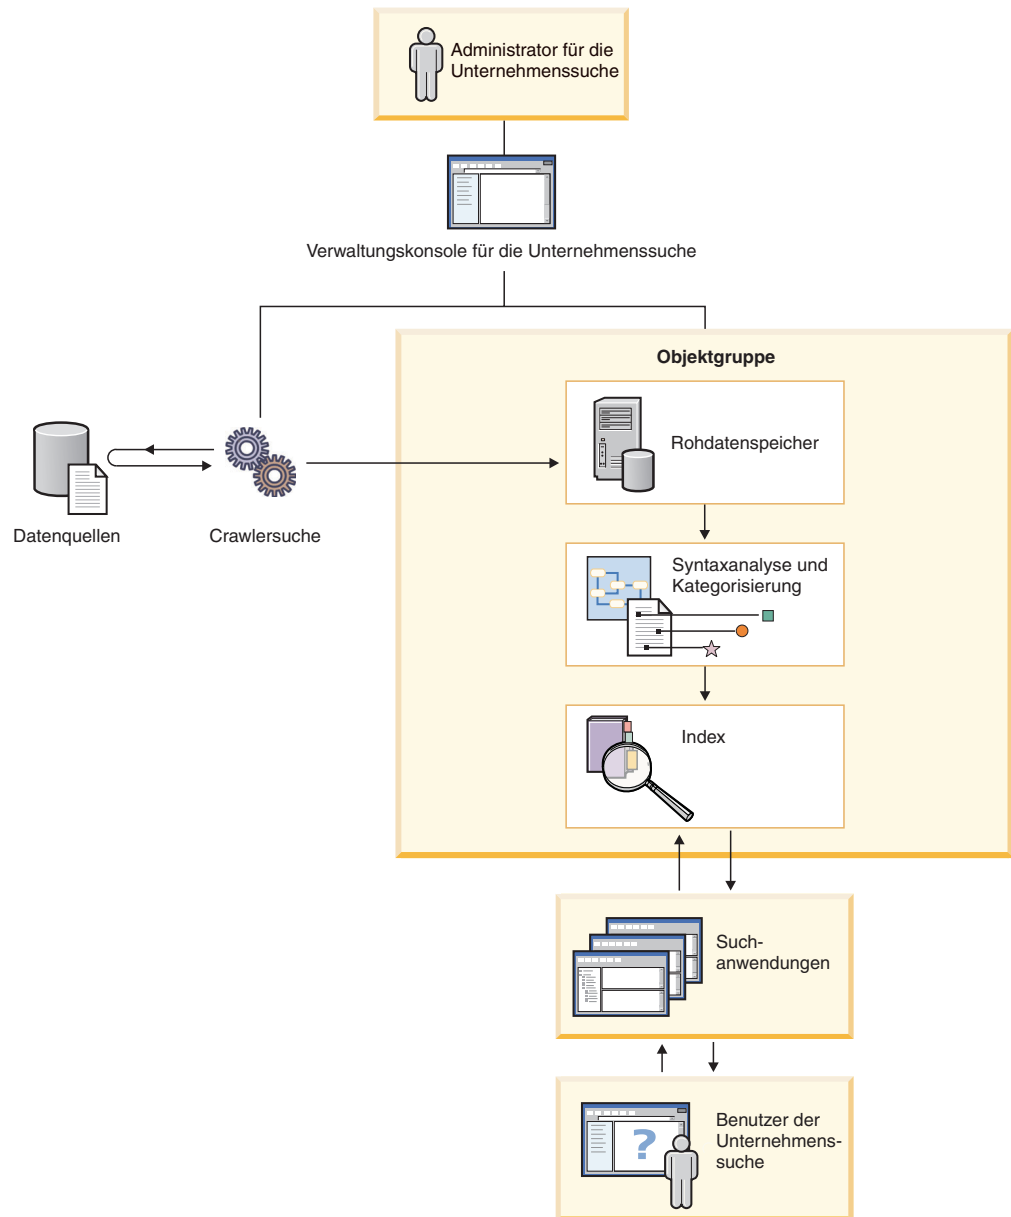 Administrator für die
Unternehmenssuche
Verwaltungskonsole für die Unternehmenssuche
Objektgruppe
Rohdatenspeicher
Datenquellen
Crawlersuche
Syntaxanalyse und
Kategorisierung
Index
Such-
anwendungen
?
Benutzer der
Unternehmens-
suche